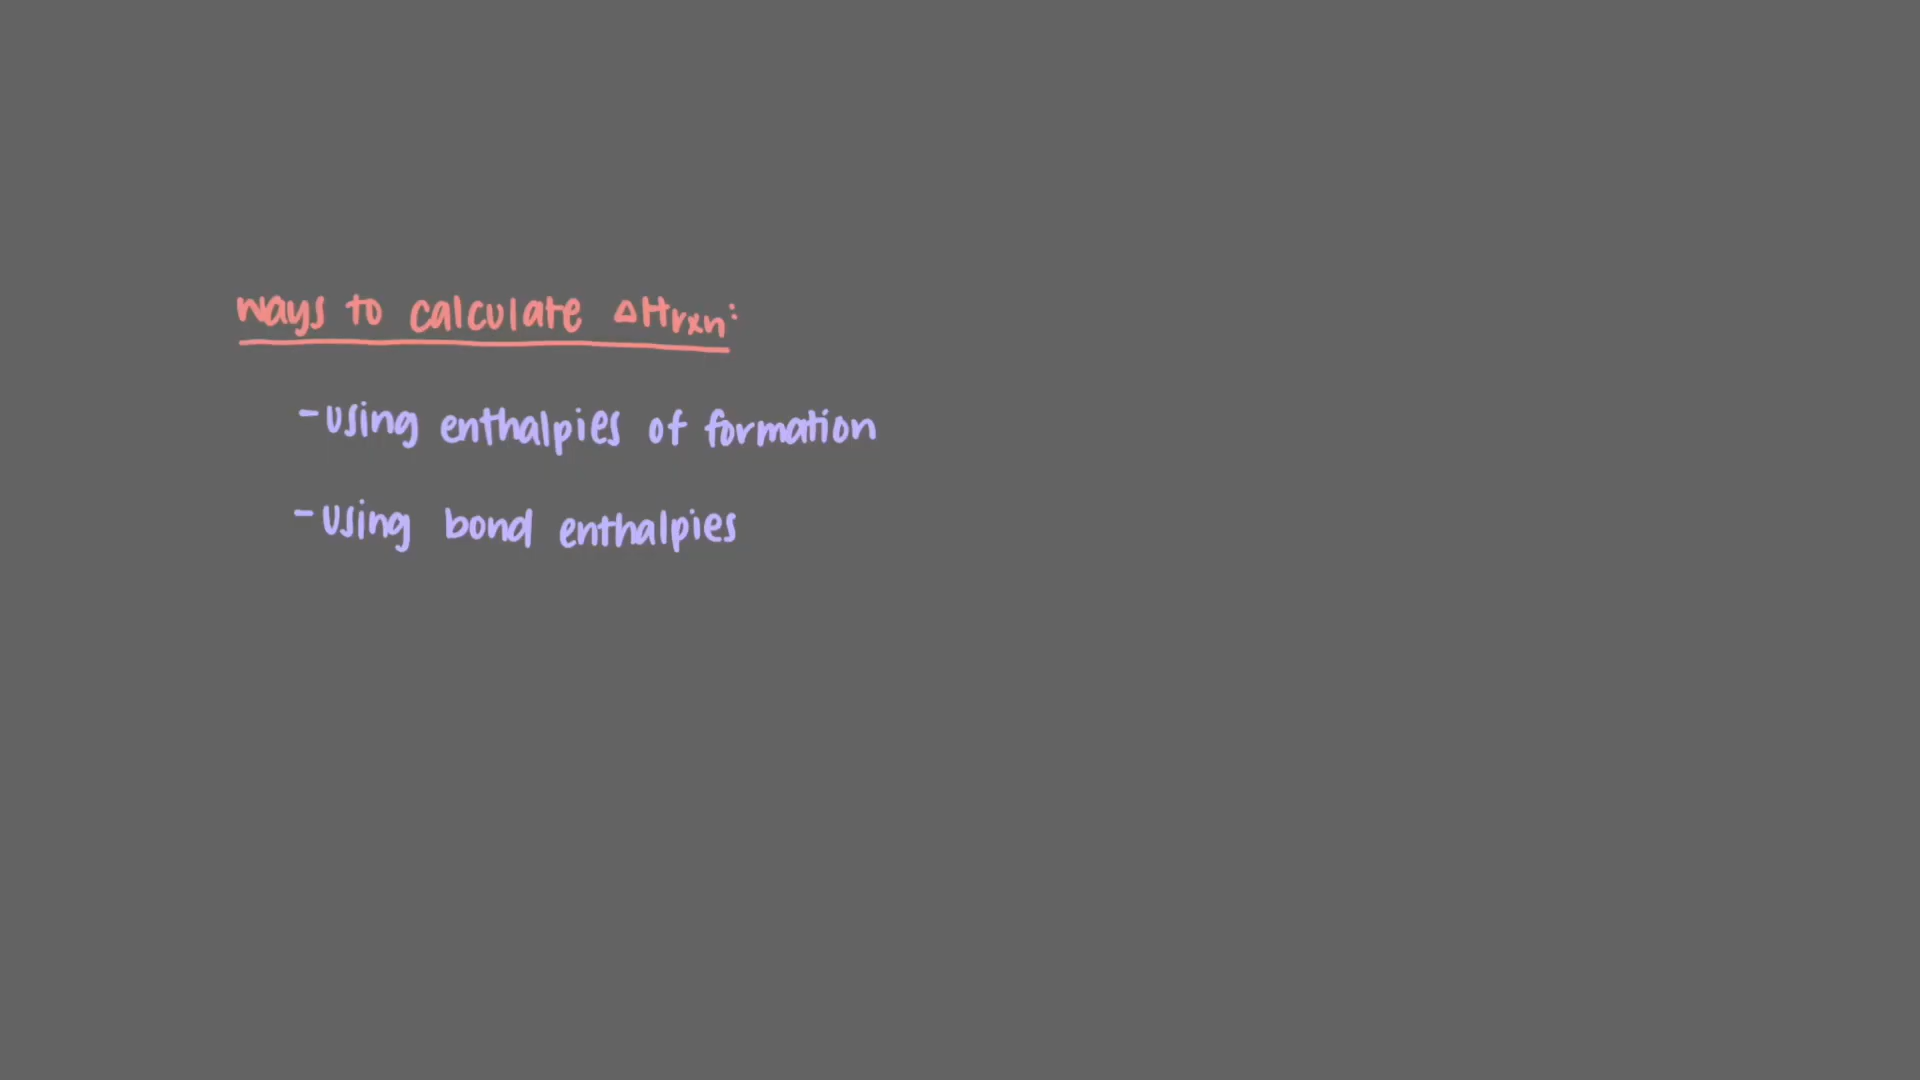 ways to calculate ΔHrxn:
-using enthalpies of formation
-using bond enthalpies